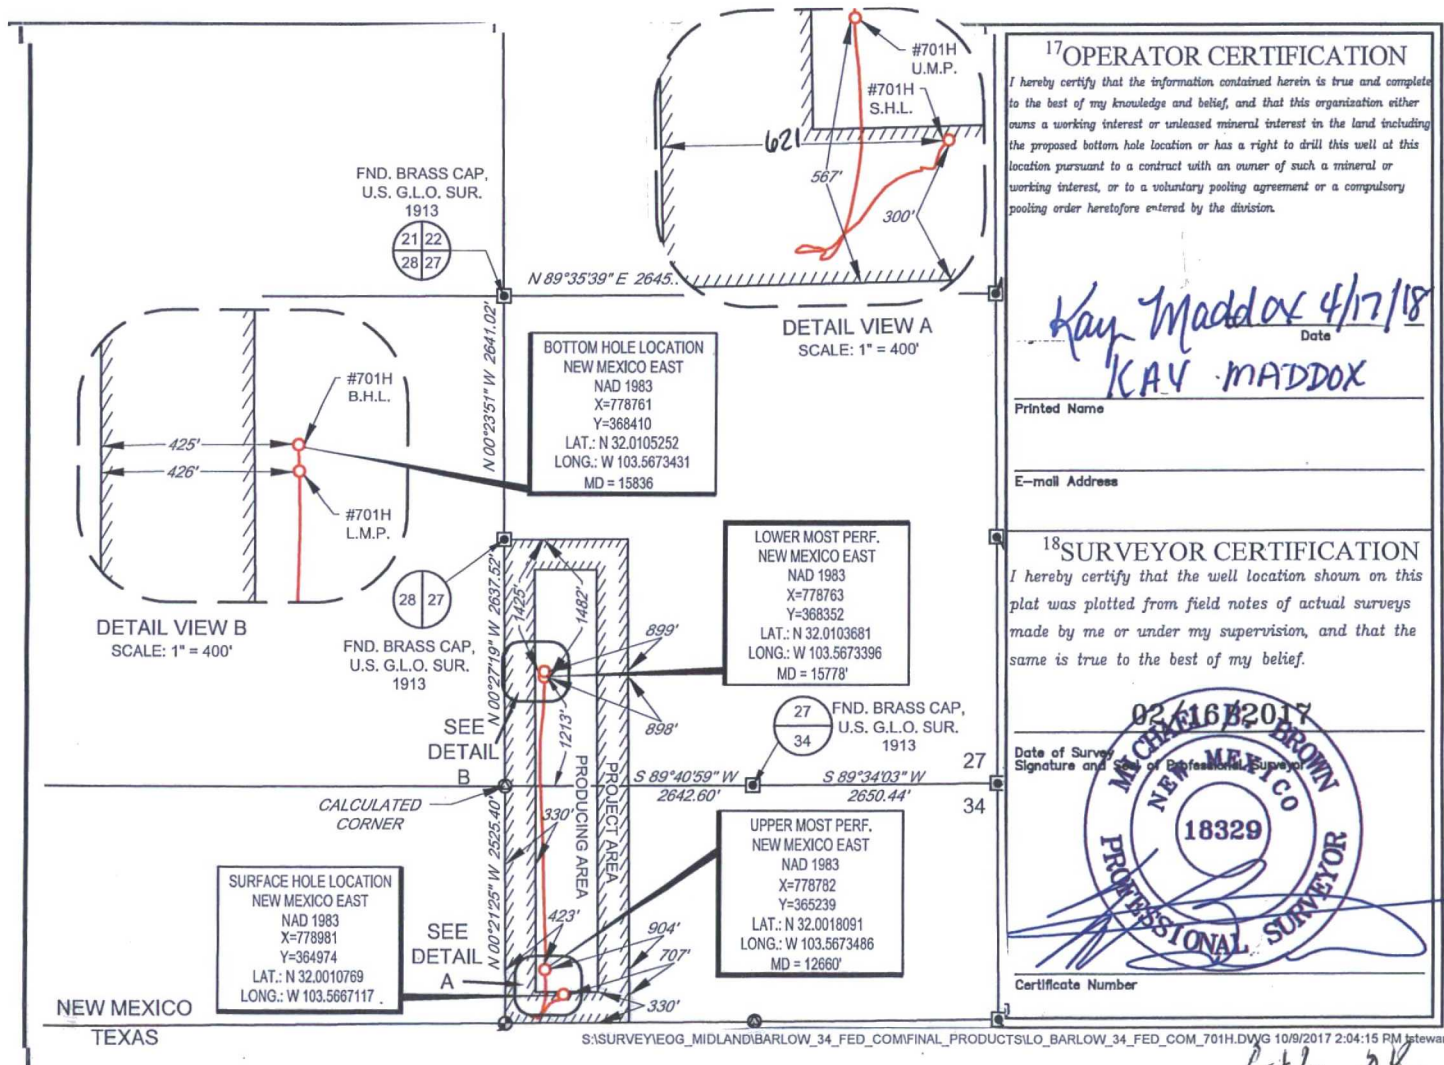 #701H
U.M.P.
#701H
S.H.L.
621
567'
300'
DETAIL VIEW A
SCALE: 1" = 400'
FND. BRASS CAP,
U.S. G.L.O. SUR.
1913
21 22
28 27
N 89°35'39" E 2645..
N 00°23'51" W 2641.02'
#701H
B.H.L.
425'
426'
#701H
L.M.P.
DETAIL VIEW B
SCALE: 1" = 400'
BOTTOM HOLE LOCATION
NEW MEXICO EAST
NAD 1983
X=778761
Y=368410
LAT.: N 32.0105252
LONG.: W 103.5673431
MD = 15836
28 27
FND. BRASS CAP,
U.S. G.L.O. SUR.
1913
N 00°27'19" W 2637.52'
1425'
1482'
899'
898'
LOWER MOST PERF.
NEW MEXICO EAST
NAD 1983
X=778763
Y=368352
LAT.: N 32.0103681
LONG.: W 103.5673396
MD = 15778'
SEE
DETAIL
B
1213'
27
34
FND. BRASS CAP,
U.S. G.L.O. SUR.
1913
S 89°40'59" W
2642.60'
S 89°34'03" W
2650.44'
27
34
CALCULATED
CORNER
330'
PRODUCING AREA
PROJECT AREA
N 00°21'25" W 2525.40'
UPPER MOST PERF.
NEW MEXICO EAST
NAD 1983
X=778782
Y=365239
LAT.: N 32.0018091
LONG.: W 103.5673486
MD = 12660'
SURFACE HOLE LOCATION
NEW MEXICO EAST
NAD 1983
X=778981
Y=364974
LAT.: N 32.0010769
LONG.: W 103.5667117
SEE
DETAIL
A
423'
904'
707'
330'
NEW MEXICO
TEXAS
17 OPERATOR CERTIFICATION
I hereby certify that the information contained herein is true and complete
to the best of my knowledge and belief, and that this organization either
owns a working interest or unleased mineral interest in the land including
the proposed bottom hole location or has a right to drill this well at this
location pursuant to a contract with an owner of such a mineral or
working interest, or to a voluntary pooling agreement or a compulsory
pooling order heretofore entered by the division.
Kay Maddox 4/17/18
Date
KAY MADDOX
Printed Name
E-mail Address
18 SURVEYOR CERTIFICATION
I hereby certify that the well location shown on this
plat was plotted from field notes of actual surveys
made by me or under my supervision, and that the
same is true to the best of my belief.
02/16/2017
Date of Survey
Signature and Seal of Professional Surveyor
MICHAEL B. BROWN
NEW MEXICO
18329
PROFESSIONAL SURVEYOR
Certificate Number
S:\SURVEY\EOG_MIDLAND\BARLOW_34_FED_COM\FINAL_PRODUCTS\LO_BARLOW_34_FED_COM_701H.DWG 10/9/2017 2:04:15 PM